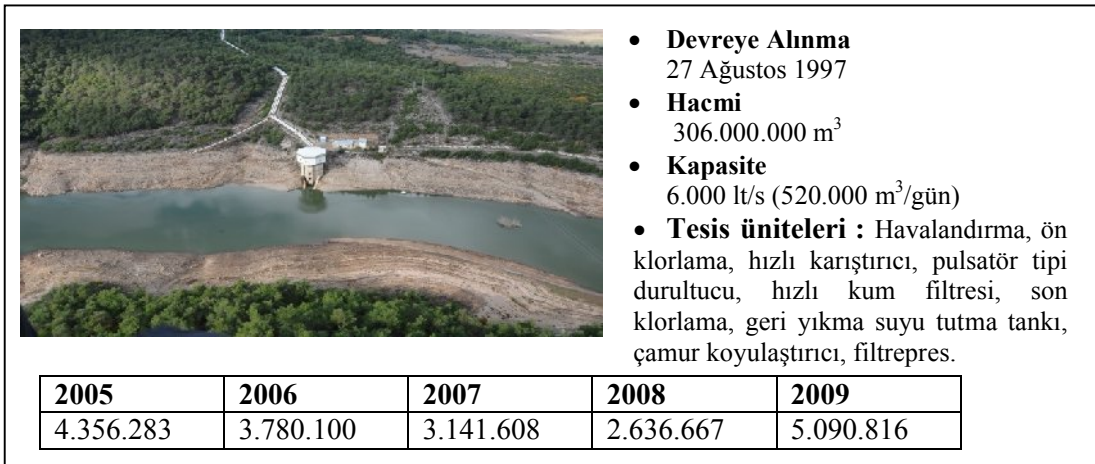 • Devreye Alınma
27 Ağustos 1997
• Hacmi
306.000.000 m³
• Kapasite
6.000 lt/s (520.000 m³/gün)
• Tesis üniteleri : Havalandırma, ön
klorlama, hızlı karıştırıcı, pulsatör tipi
durultucu, hızlı kum filtresi, son
klorlama, geri yıkma suyu tutma tankı,
çamur koyulaştırıcı, filtrepres.
2005 2006 2007 2008 2009
4.356.283 3.780.100 3.141.608 2.636.667 5.090.816